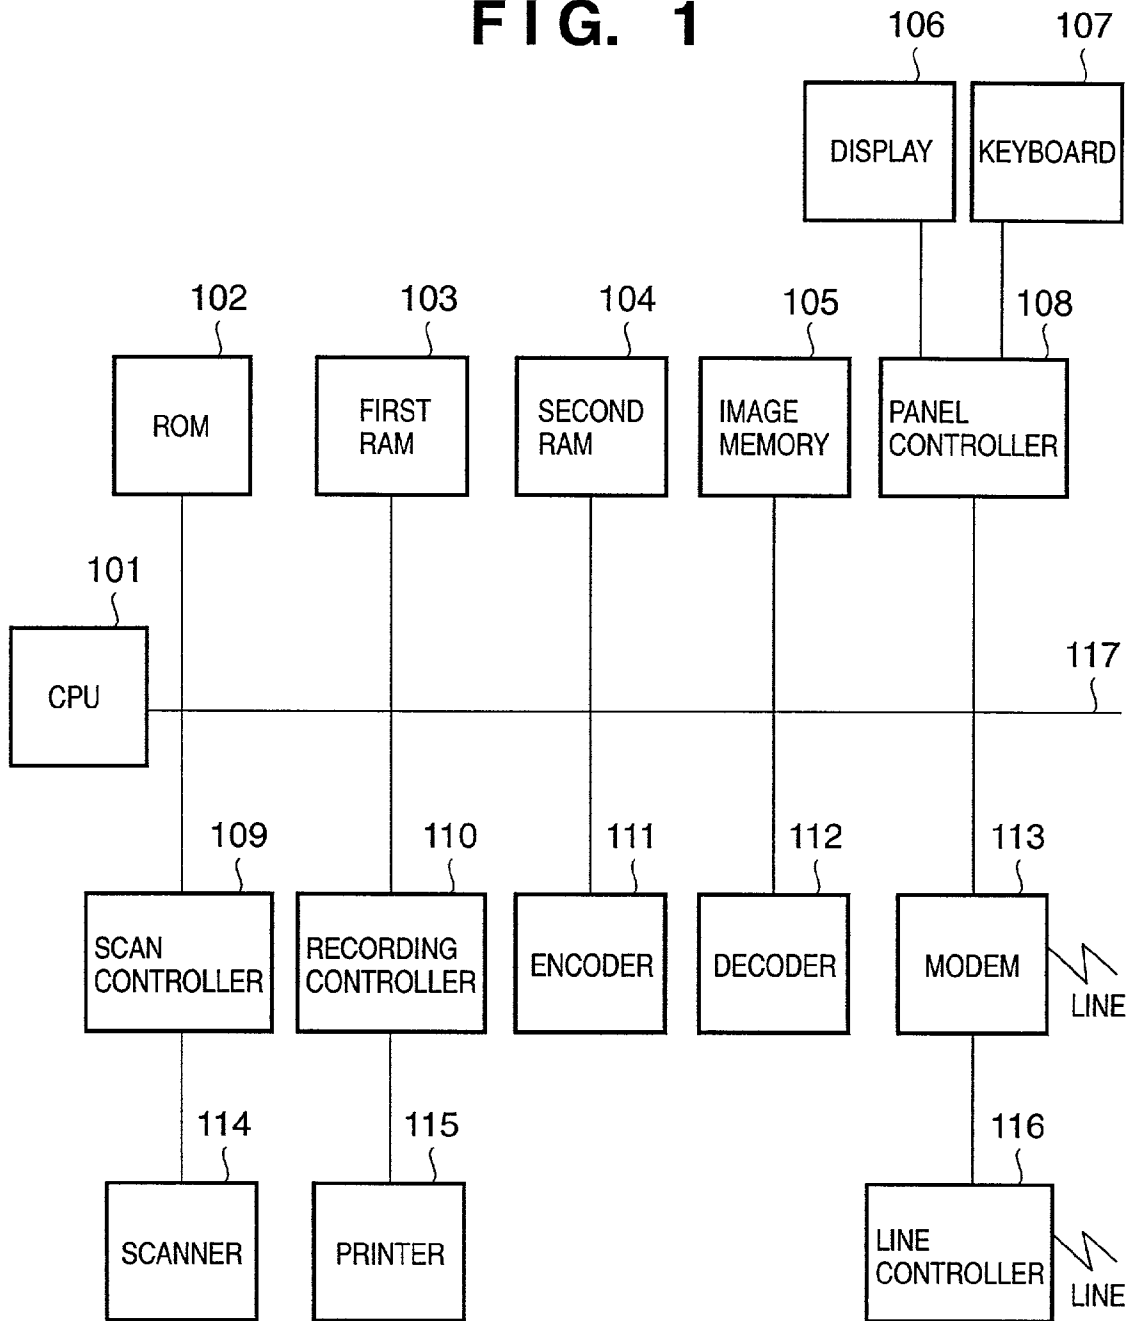 FIG. 1
106
107
DISPLAY
KEYBOARD
102
103
104
105
108
ROM
FIRST
RAM
SECOND
RAM
IMAGE
MEMORY
PANEL
CONTROLLER
101
CPU
117
109
110
111
112
113
SCAN
CONTROLLER
RECORDING
CONTROLLER
ENCODER
DECODER
MODEM
LINE
114
115
116
SCANNER
PRINTER
LINE
CONTROLLER
LINE